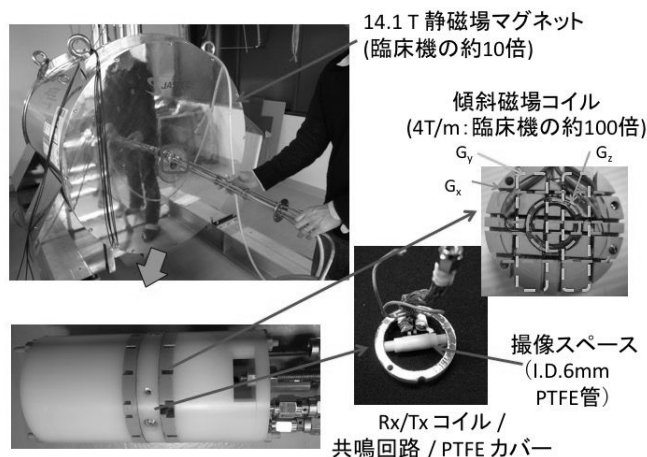 14.1 T 静磁場マグネット
(臨床機の約10倍)
傾斜磁場コイル
(4T/m：臨床機の約100倍)
Gy
Gz
Gx
撮像スペース
(I.D.6mm
PTFE管)
Rx/Tx コイル /
共鳴回路 / PTFE カバー